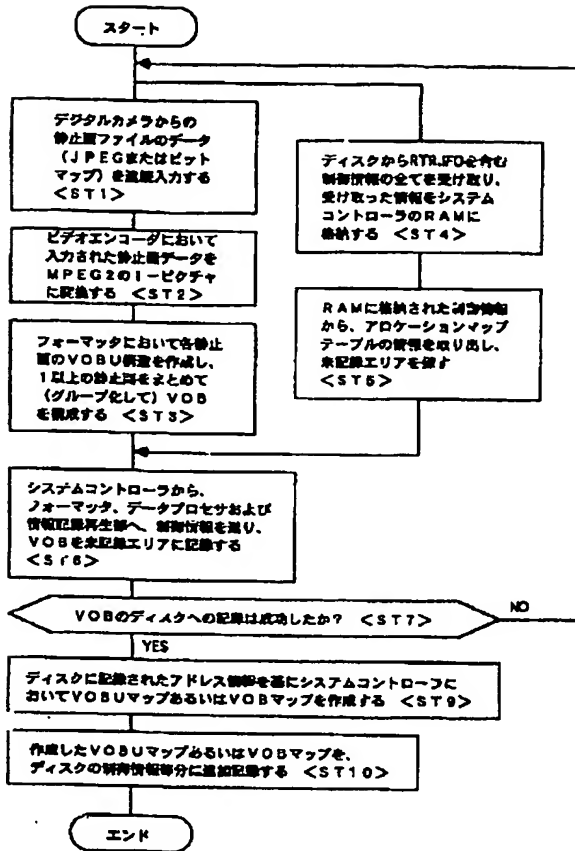 スタート
デジタルカメラからの
静止画ファイルのデータ
(JPEGまたはビット
マップ)を連続入力する
<ST1>
ビデオエンコーダにおいて
入力された静止画データを
MPEG2のI-ピクチャ
に変換する <ST2>
フォーマッタにおいて各静止
画のVOBU構造を作成し、
1以上の静止画をまとめて
(グループ化して)VOB
を構成する <ST3>
ディスクからRTR.IFOを含む
制御情報の全てを受け取り、
受け取った情報をシステム
コントローラのRAMに
格納する <ST4>
RAMに格納された制御情報
から、アロケーションマップ
テーブルの情報を取り出し、
未記録エリアを探す
<ST5>
システムコントローラから、
フォーマッタ、データプロセサおよび
情報記録再生部へ、制御情報を送り、
VOBを未記録エリアに記録する
<ST6>
VOBのディスクへの記録は成功したか? <ST7>
NO
YES
ディスクに記録されたアドレス情報を基にシステムコントローラに
おいてVOBUマップあるいはVOBマップを作成する <ST9>
作成したVOBUマップあるいはVOBマップを、
ディスクの制御情報部分に追加記録する <ST10>
エンド